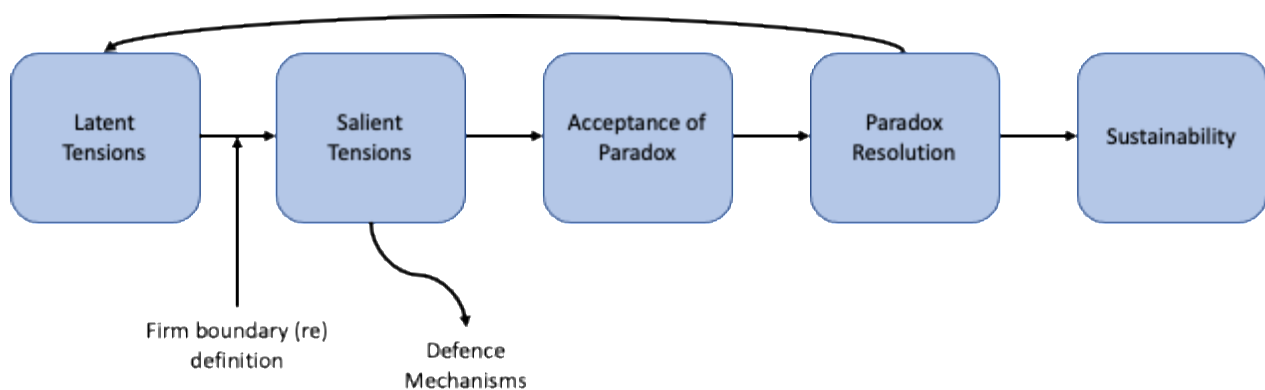 Latent
Tensions
Salient
Tensions
Acceptance of
Paradox
Paradox
Resolution
Sustainability
Firm boundary (re)
definition
Defence
Mechanisms